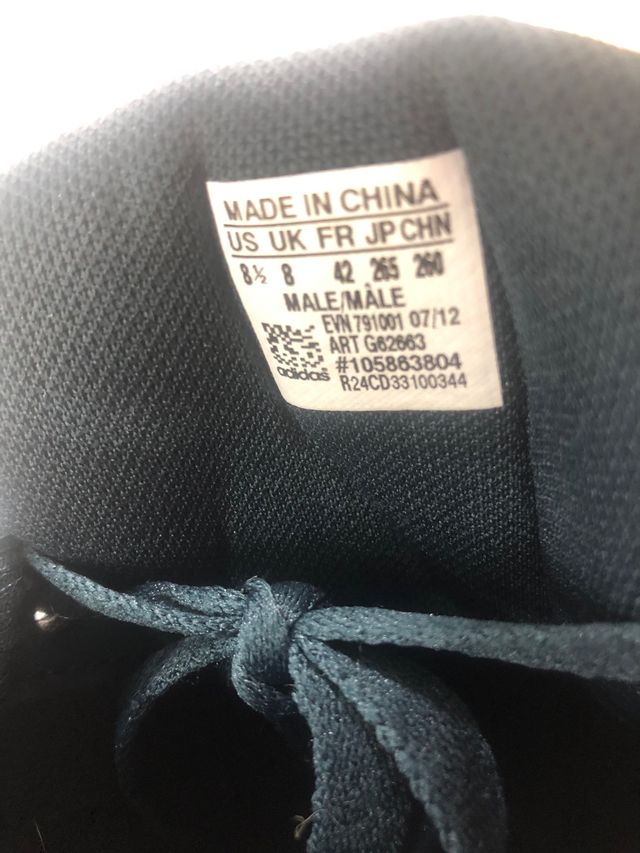 MADE IN CHINA
US UK FR JP CHN
8½ 8 42 265 260
MALE/MÂLE
EVN 791001 07/12
ART G62663
#105863804
adidas R24CD33100344